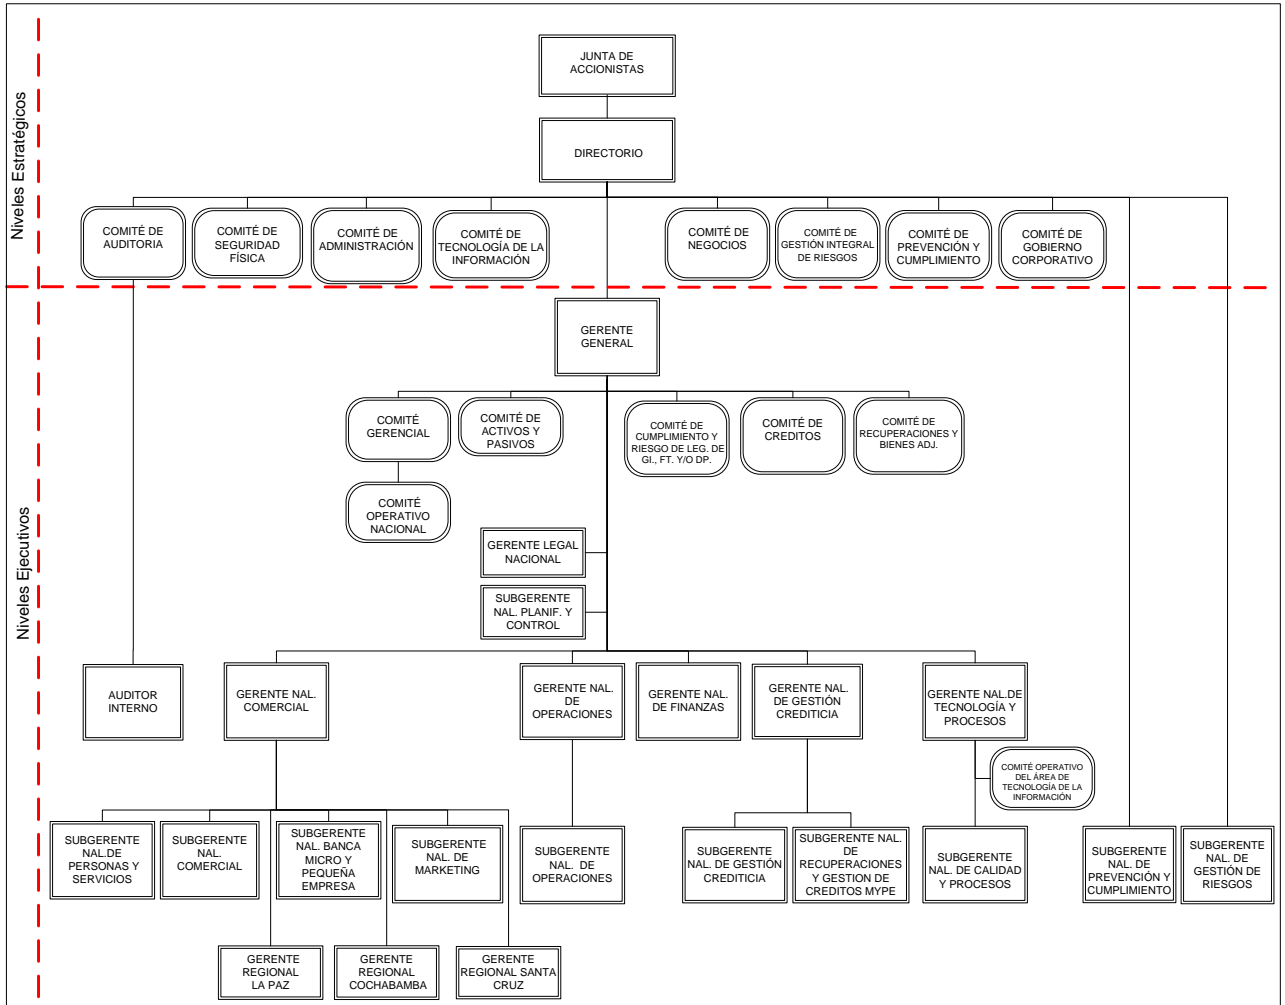 Niveles Estratégicos
JUNTA DE
ACCIONISTAS
DIRECTORIO
COMITÉ DE
AUDITORIA
COMITÉ DE
SEGURIDAD
FÍSICA
COMITÉ DE
ADMINISTRACIÓN
COMITÉ DE
TECNOLOGÍA DE LA
INFORMACIÓN
COMITÉ DE
NEGOCIOS
COMITÉ DE
GESTIÓN INTEGRAL
DE RIESGOS
COMITÉ DE
PREVENCIÓN Y
CUMPLIMIENTO
COMITÉ DE
GOBIERNO
CORPORATIVO
Niveles Ejecutivos
GERENTE
GENERAL
COMITÉ
GERENCIAL
COMITÉ DE
ACTIVOS Y
PASIVOS
COMITÉ DE
CUMPLIMIENTO Y
RIESGO DE LEG. DE
GI., FT. Y/O DP.
COMITÉ DE
CREDITOS
COMITÉ DE
RECUPERACIONES Y
BIENES ADJ.
COMITÉ
OPERATIVO
NACIONAL
GERENTE LEGAL
NACIONAL
SUBGERENTE
NAL. PLANIF. Y
CONTROL
AUDITOR
INTERNO
GERENTE NAL.
COMERCIAL
GERENTE NAL.
DE
OPERACIONES
GERENTE NAL.
DE FINANZAS
GERENTE NAL.
DE GESTIÓN
CREDITICIA
GERENTE NAL.DE
TECNOLOGÍA Y
PROCESOS
COMITÉ OPERATIVO
DEL ÁREA DE
TECNOLOGÍA DE LA
INFORMACIÓN
SUBGERENTE
NAL.DE
PERSONAS Y
SERVICIOS
SUBGERENTE
NAL.
COMERCIAL
SUBGERENTE
NAL. BANCA
MICRO Y
PEQUEÑA
EMPRESA
SUBGERENTE
NAL. DE
MARKETING
SUBGERENTE
NAL. DE
OPERACIONES
SUBGERENTE
NAL. DE GESTIÓN
CREDITICIA
SUBGERENTE NAL.
DE
RECUPERACIONES
Y GESTION DE
CREDITOS MYPE
SUBGERENTE
NAL. DE CALIDAD
Y PROCESOS
SUBGERENTE
NAL. DE
PREVENCIÓN Y
CUMPLIMIENTO
SUBGERENTE
NAL. DE
GESTIÓN DE
RIESGOS
GERENTE
REGIONAL
LA PAZ
GERENTE
REGIONAL
COCHABAMBA
GERENTE
REGIONAL SANTA
CRUZ